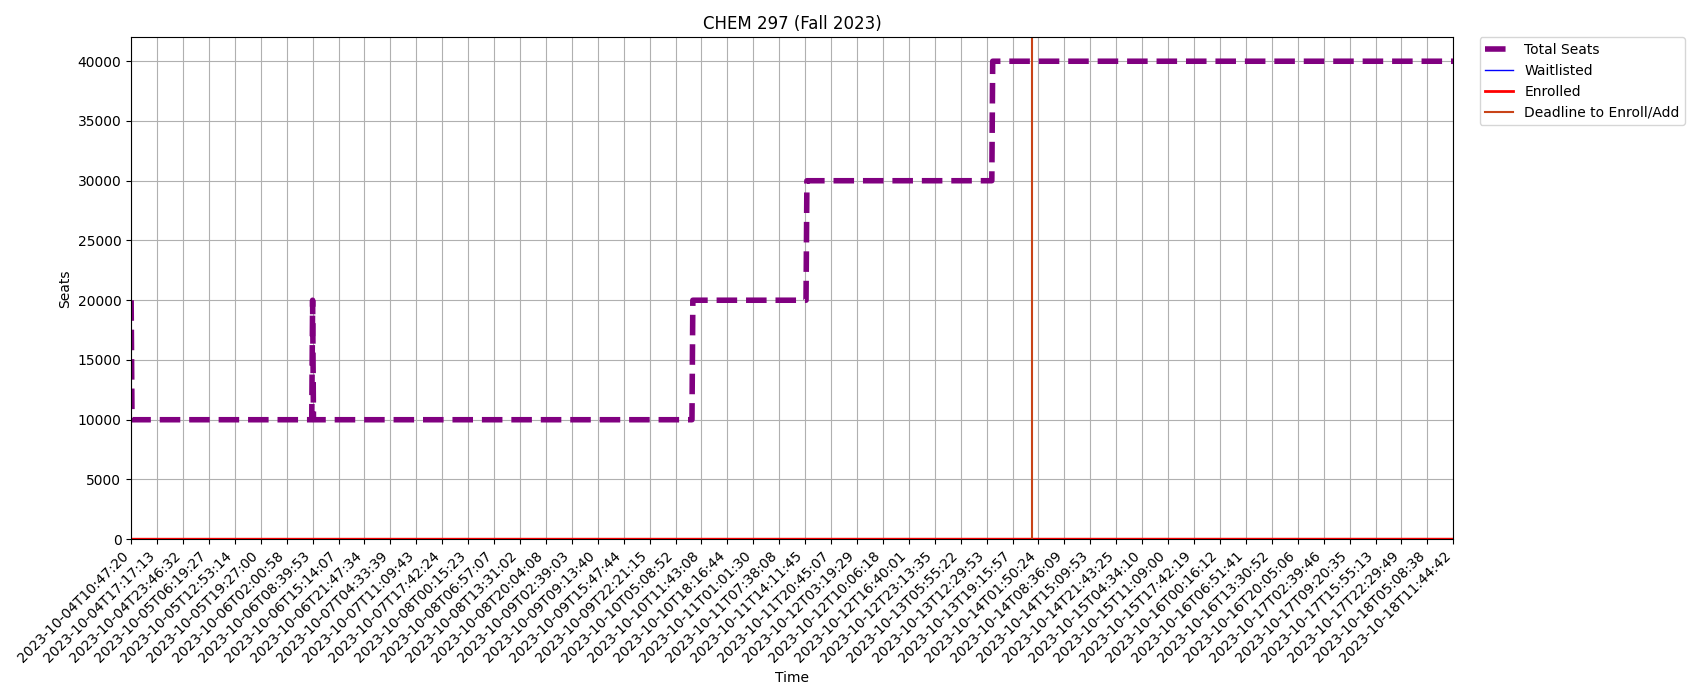 CHEM 297 (Fall 2023)
Total Seats
Waitlisted
Enrolled
Deadline to Enroll/Add
40000
35000
30000
25000
20000
15000
10000
5000
0
Seats
2023-10-04T10:47:20
2023-10-04T17:17:13
2023-10-04T23:46:32
2023-10-05T06:19:27
2023-10-05T12:53:14
2023-10-05T19:27:00
2023-10-06T02:00:58
2023-10-06T08:39:53
2023-10-06T15:14:07
2023-10-06T21:47:34
2023-10-07T04:33:39
2023-10-07T11:09:43
2023-10-07T17:42:24
2023-10-08T00:15:23
2023-10-08T06:57:07
2023-10-08T13:31:02
2023-10-08T20:04:08
2023-10-09T02:39:03
2023-10-09T09:13:40
2023-10-09T15:47:44
2023-10-09T22:21:15
2023-10-10T05:08:52
2023-10-10T11:43:08
2023-10-10T18:16:44
2023-10-11T01:01:30
2023-10-11T07:38:08
2023-10-11T14:11:45
2023-10-11T20:45:07
2023-10-12T03:19:29
2023-10-12T10:06:18
2023-10-12T16:40:01
2023-10-12T23:13:35
2023-10-13T05:55:22
2023-10-13T12:29:53
2023-10-13T19:15:57
2023-10-14T01:50:24
2023-10-14T08:36:09
2023-10-14T15:09:53
2023-10-14T21:43:25
2023-10-15T04:34:10
2023-10-15T11:09:00
2023-10-15T17:42:19
2023-10-16T00:16:12
2023-10-16T06:51:41
2023-10-16T13:30:52
2023-10-16T20:05:06
2023-10-17T02:39:46
2023-10-17T09:20:35
2023-10-17T15:55:13
2023-10-17T22:29:49
2023-10-18T05:08:38
2023-10-18T11:44:42
Time